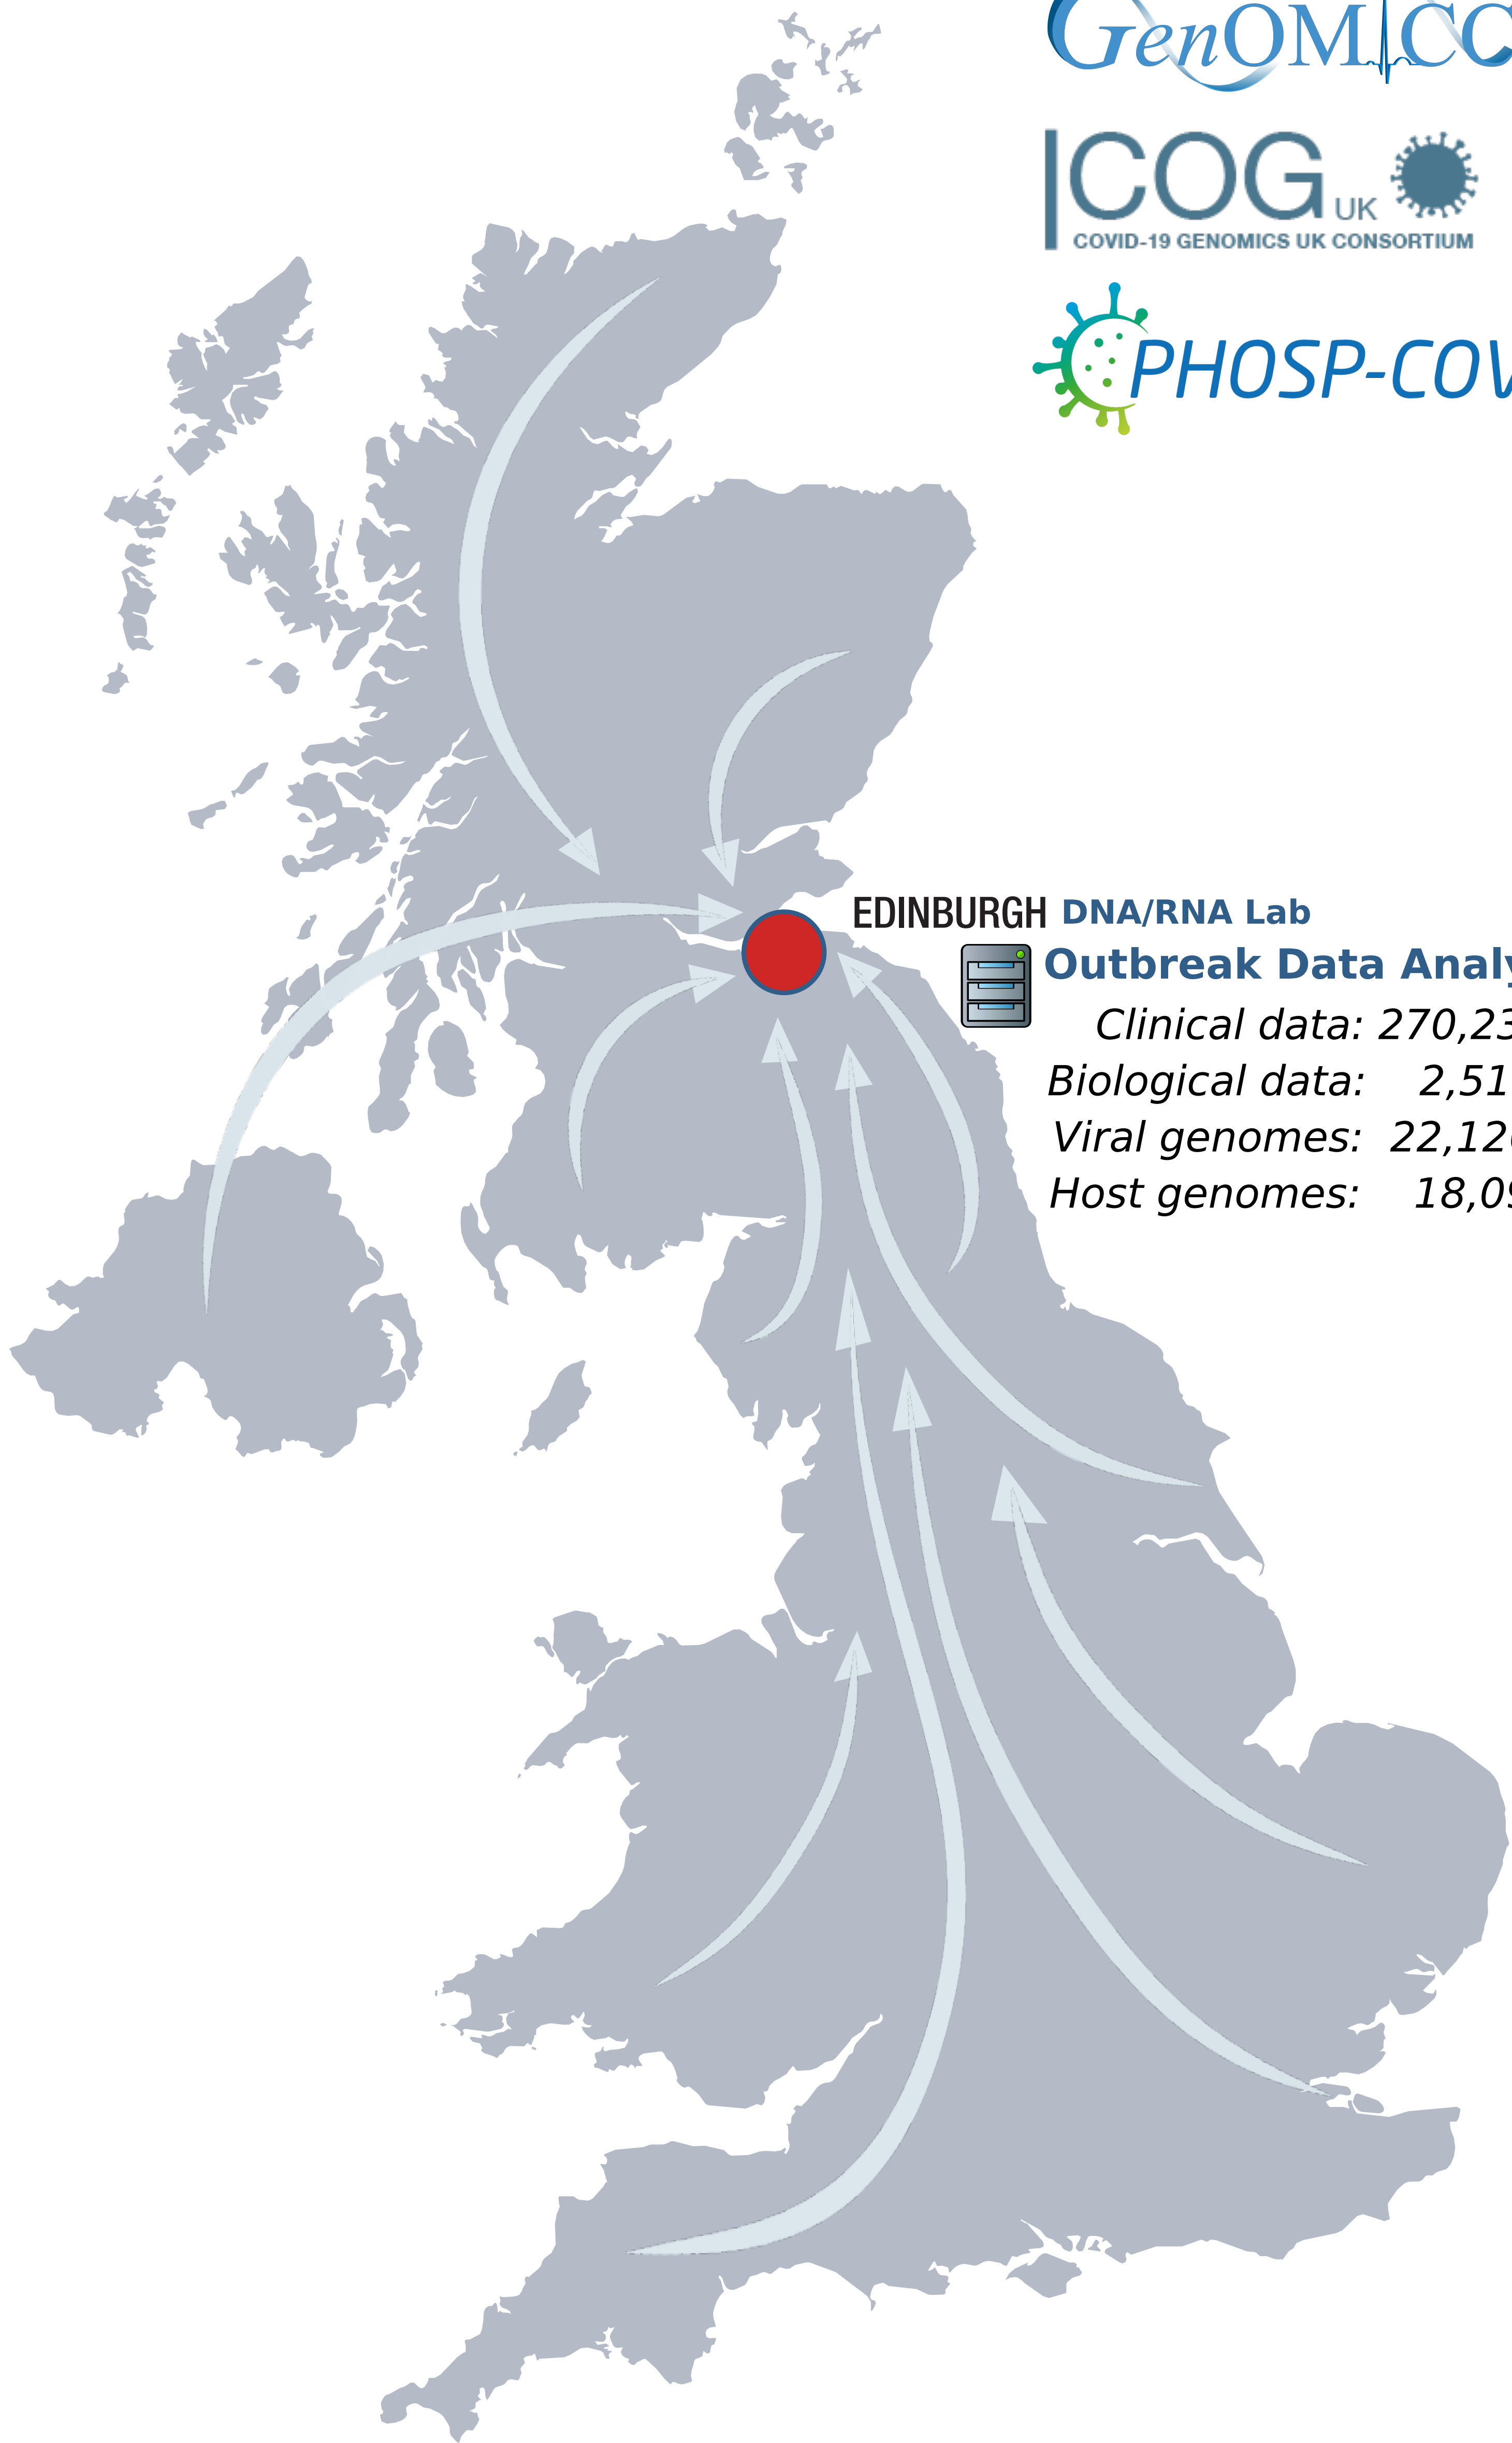 GenOMICC
COG UK
COVID-19 GENOMICS UK CONSORTIUM
PHOSP-COV
EDINBURGH DNA/RNA Lab
Outbreak Data Analy
Clinical data: 270,23
Biological data: 2,51
Viral genomes: 22,12
Host genomes: 18,09